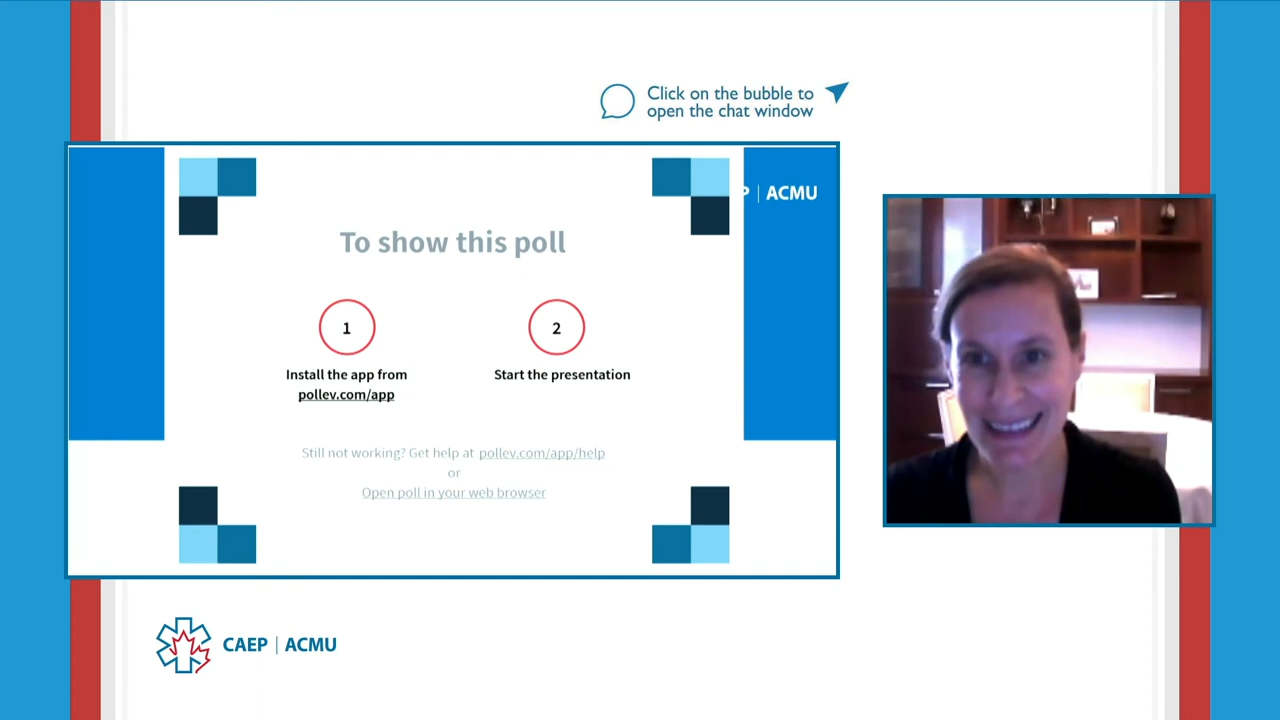 Click on the bubble to
open the chat window
P | ACMU
To show this poll
1
2
Install the app from
pollev.com/app
Start the presentation
Still not working? Get help at pollev.com/app/help
or
Open poll in your web browser
CAEP | ACMU